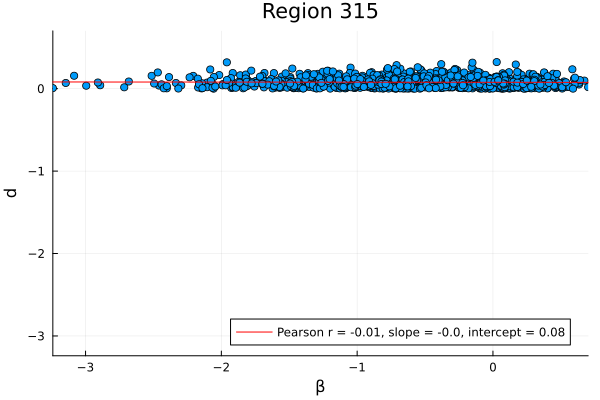 Region 315
0
−1
−2
−3
d
Pearson r = -0.01, slope = -0.0, intercept = 0.08
−3
−2
−1
0
β